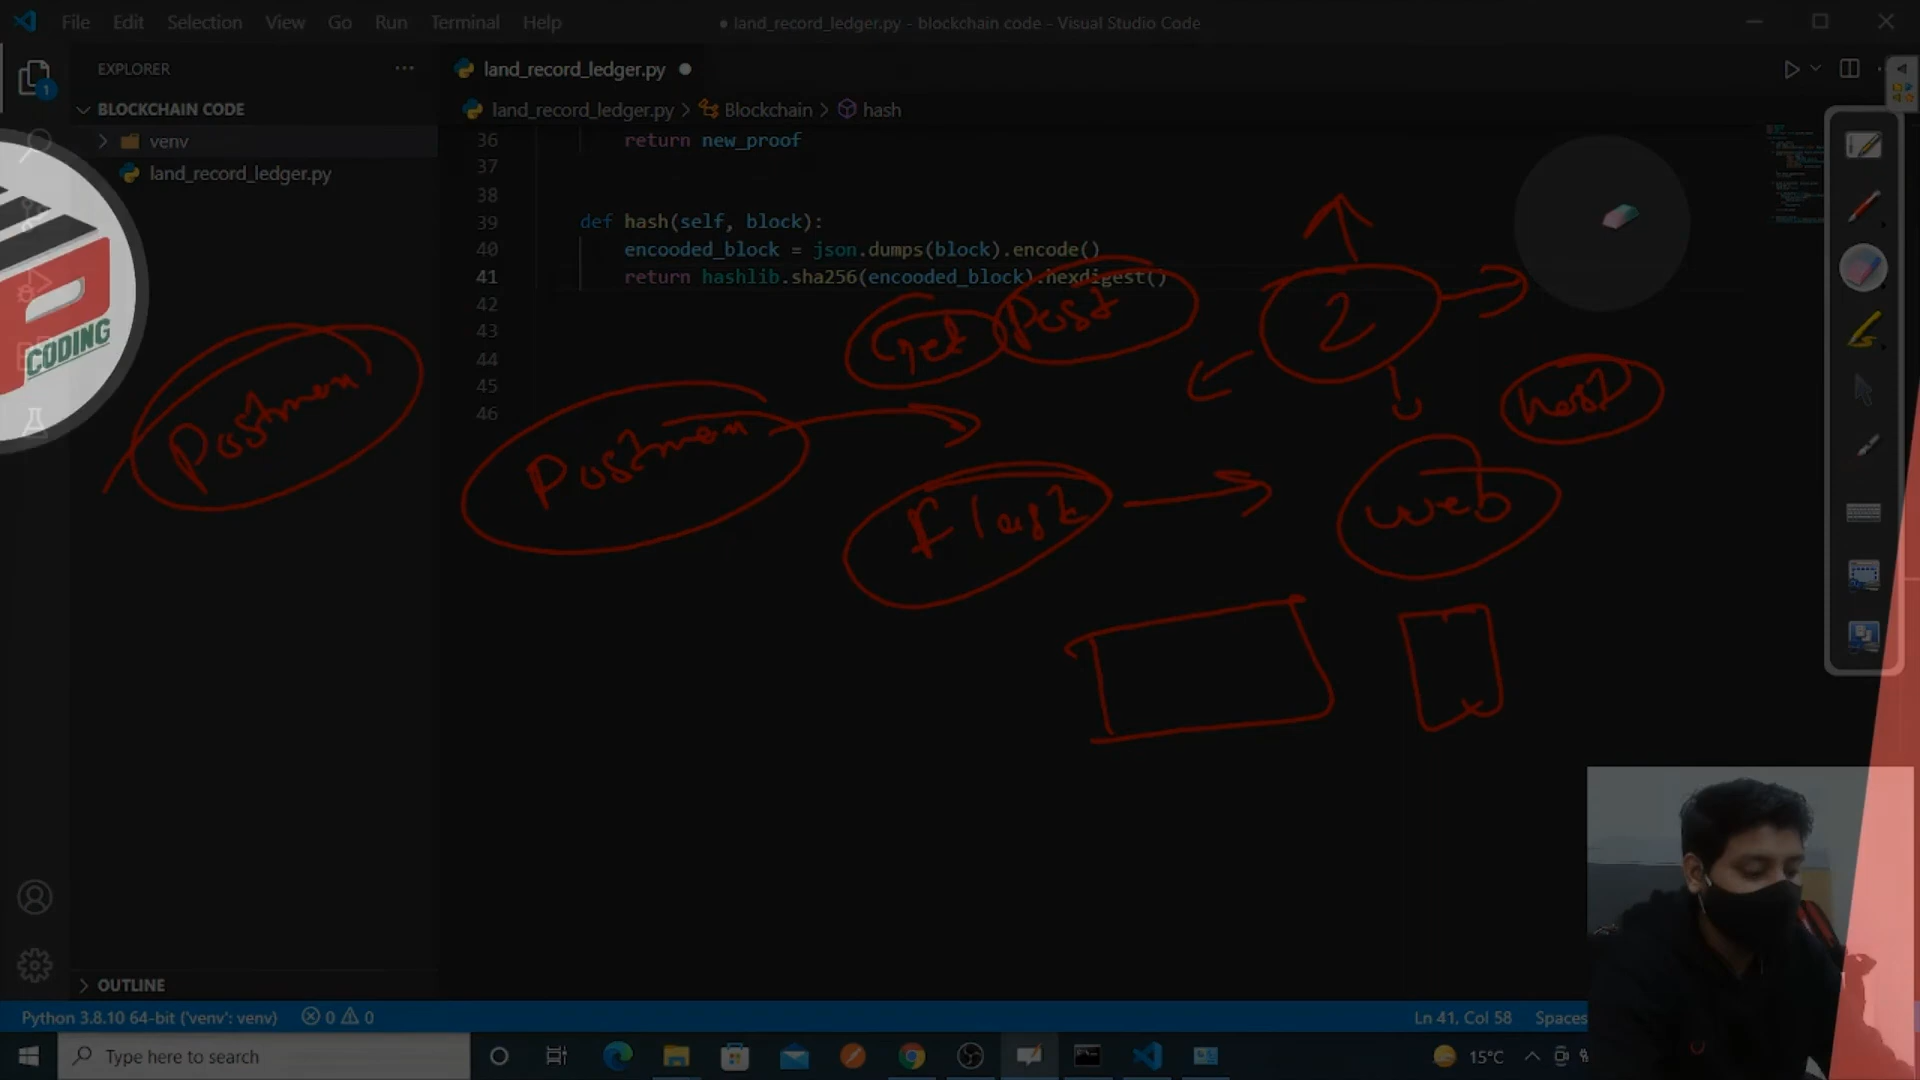 File Edit Selection View Go Run Terminal Help
● land_record_ledger.py - blockchain code - Visual Studio Code
EXPLORER ···
land_record_ledger.py
1
BLOCKCHAIN CODE
land_record_ledger.py > Blockchain > hash
venv
land_record_ledger.py
36 return new_proof
37
38
39 def hash(self, block):
40 encooded_block = json.dumps(block).encode()
41 return hashlib.sha256(encooded_block).hexdigest()
42
43
44
45
46
CODING
Get Post
2
host
Postmen
Postmen
flask
web
OUTLINE
Python 3.8.10 64-bit ('venv': venv) 0 0
Ln 41, Col 58 Spaces
Type here to search
15°C